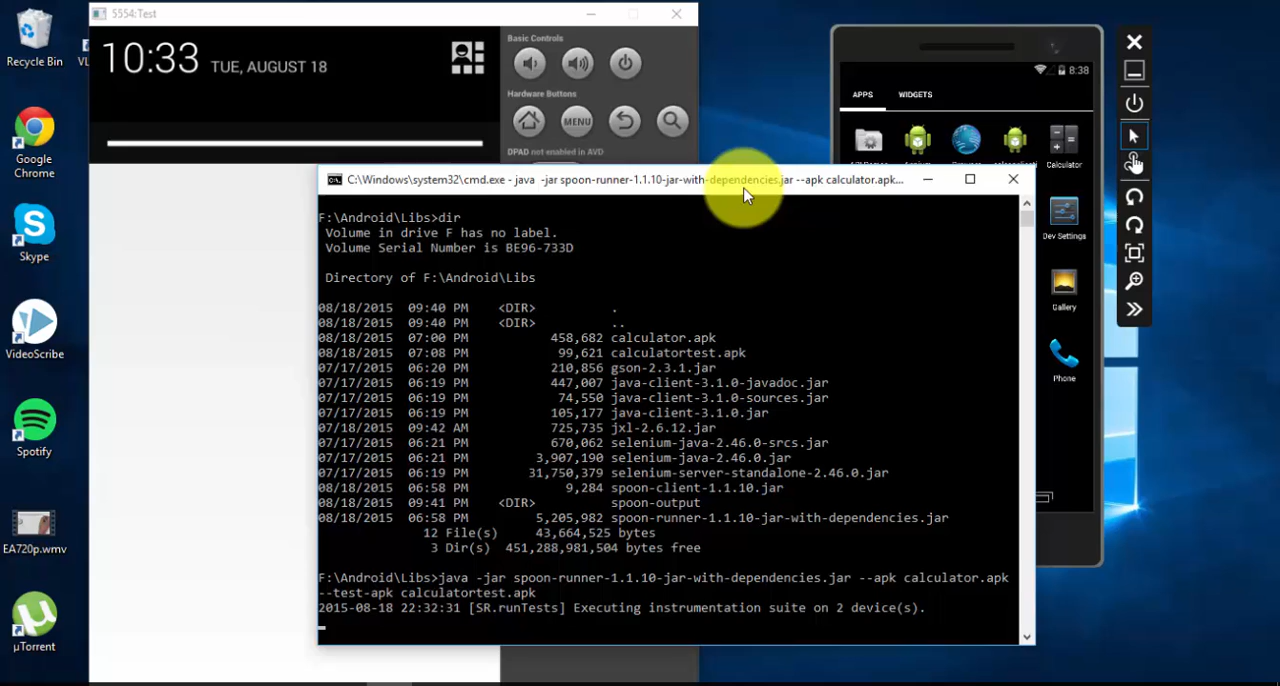 5554:Test
Recycle Bin
VL
10:33 TUE, AUGUST 18
Basic Controls
Hardware Buttons
MENU
DPAD not enabled in AVD
8:38
APPS WIDGETS
Calculator
Dev Settings
Gallery
Phone
Google
Chrome
Skype
VideoScribe
Spotify
EA720p.wmv
µTorrent
C:\Windows\system32\cmd.exe - java -jar spoon-runner-1.1.10-jar-with-dependencies.jar --apk calculator.apk...
F:\Android\Libs>dir
Volume in drive F has no label.
Volume Serial Number is BE96-733D
Directory of F:\Android\Libs
08/18/2015 09:40 PM <DIR> .
08/18/2015 09:40 PM <DIR> ..
08/18/2015 07:00 PM 458,682 calculator.apk
08/18/2015 07:08 PM 99,621 calculatortest.apk
07/17/2015 06:20 PM 210,856 gson-2.3.1.jar
07/17/2015 06:19 PM 447,007 java-client-3.1.0-javadoc.jar
07/17/2015 06:19 PM 74,550 java-client-3.1.0-sources.jar
07/17/2015 06:19 PM 105,177 java-client-3.1.0.jar
07/18/2015 09:42 AM 725,735 jxl-2.6.12.jar
07/17/2015 06:21 PM 670,062 selenium-java-2.46.0-srcs.jar
07/17/2015 06:21 PM 3,907,190 selenium-java-2.46.0.jar
07/17/2015 06:19 PM 31,750,379 selenium-server-standalone-2.46.0.jar
08/18/2015 06:58 PM 9,284 spoon-client-1.1.10.jar
08/18/2015 09:41 PM <DIR> spoon-output
08/18/2015 06:58 PM 5,205,982 spoon-runner-1.1.10-jar-with-dependencies.jar
12 File(s) 43,664,525 bytes
3 Dir(s) 451,288,981,504 bytes free
F:\Android\Libs>java -jar spoon-runner-1.1.10-jar-with-dependencies.jar --apk calculator.apk
--test-apk calculatortest.apk
2015-08-18 22:32:31 [SR.runTests] Executing instrumentation suite on 2 device(s).